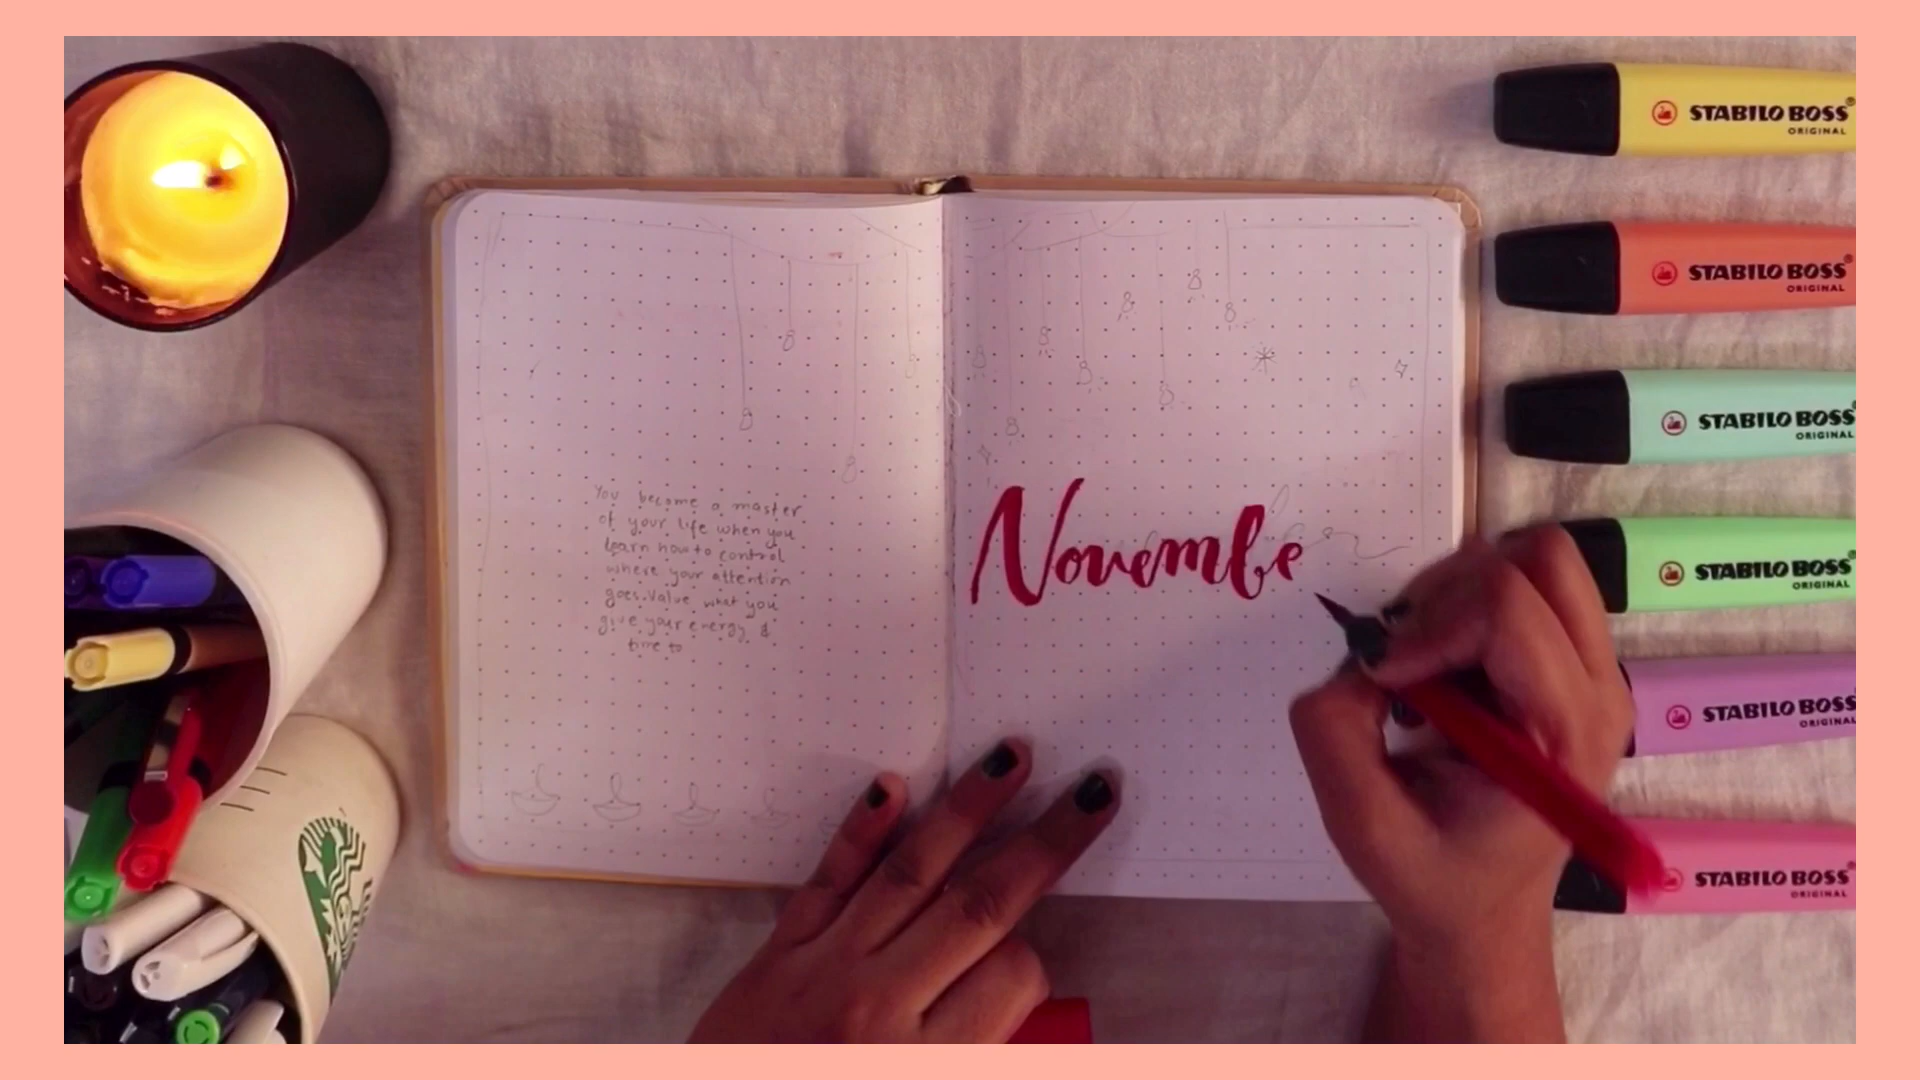 You become a master
of your life when you
learn how to control
where your attention
goes. Value what you
give your energy &
time to
Novembe
STABILO BOSS®
ORIGINAL
STABILO BOSS®
ORIGINAL
STABILO BOSS
ORIGINAL
STABILO BOSS®
ORIGINAL
STABILO BOSS
ORIGINAL
STABILO BOSS®
ORIGINAL